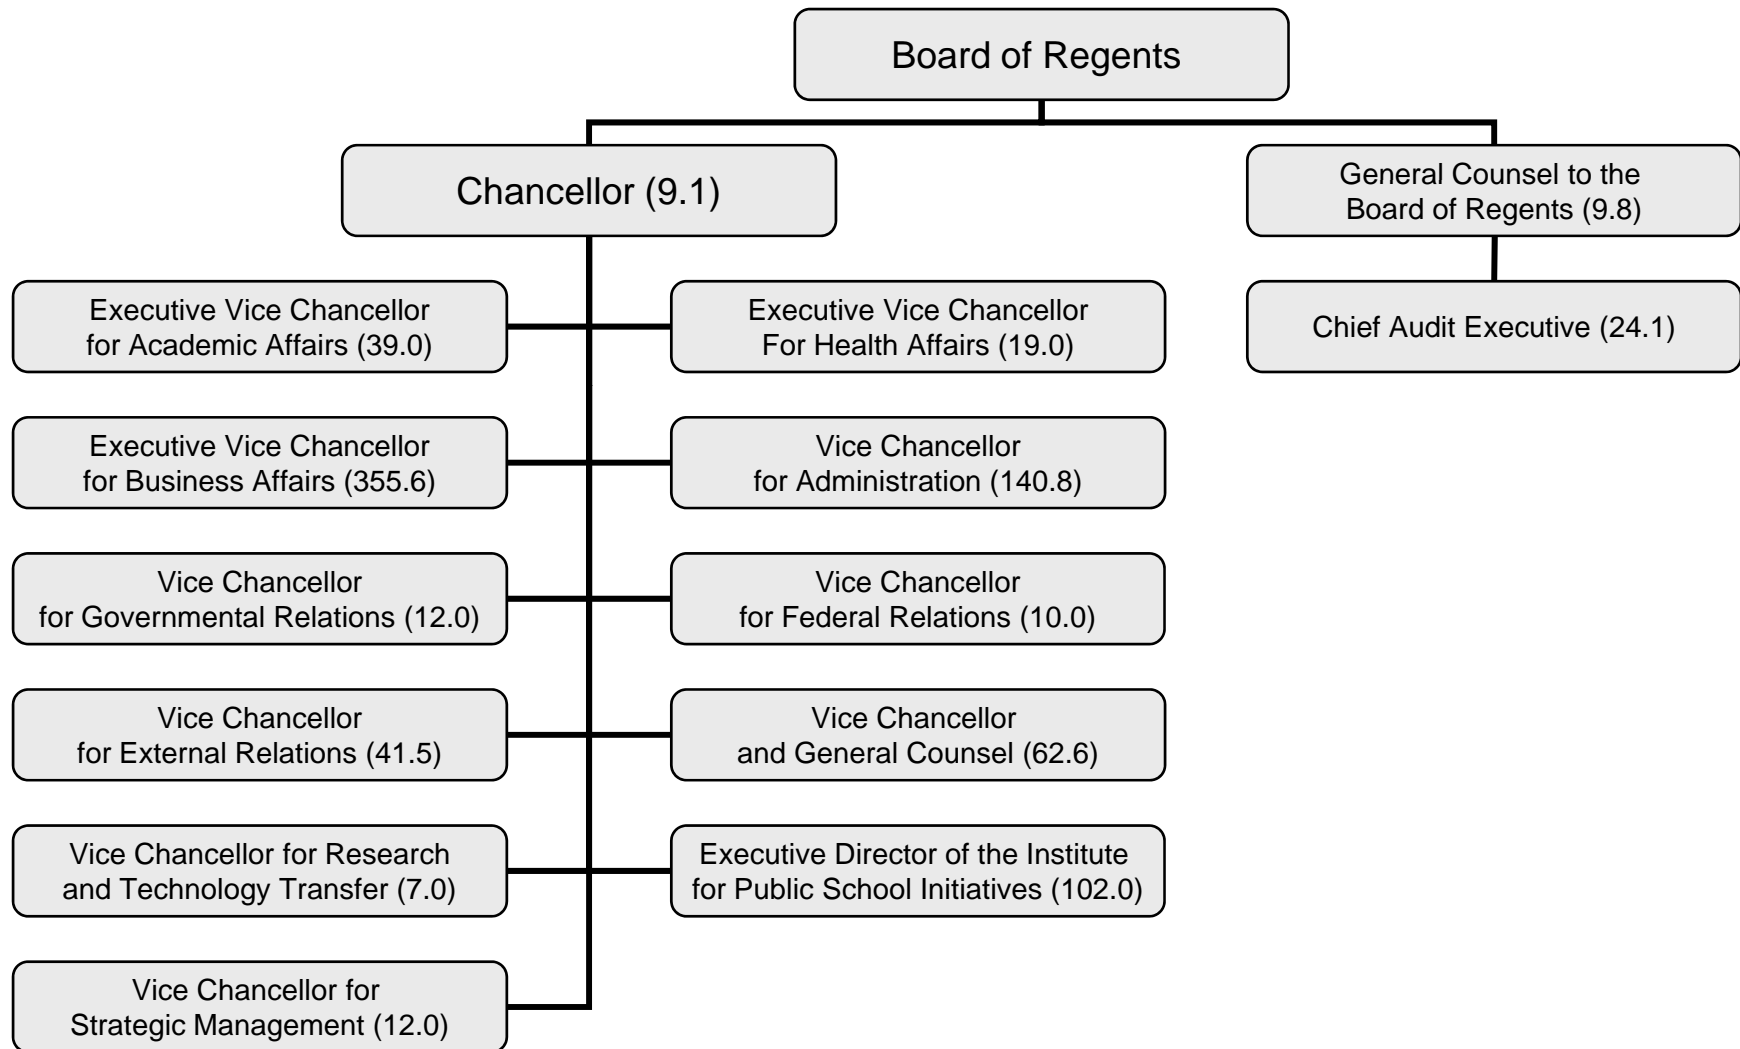 Board of Regents
Chancellor (9.1)
General Counsel to the
Board of Regents (9.8)
Executive Vice Chancellor
for Academic Affairs (39.0)
Executive Vice Chancellor
For Health Affairs (19.0)
Chief Audit Executive (24.1)
Executive Vice Chancellor
for Business Affairs (355.6)
Vice Chancellor
for Administration (140.8)
Vice Chancellor
for Governmental Relations (12.0)
Vice Chancellor
for Federal Relations (10.0)
Vice Chancellor
for External Relations (41.5)
Vice Chancellor
and General Counsel (62.6)
Vice Chancellor for Research
and Technology Transfer (7.0)
Executive Director of the Institute
for Public School Initiatives (102.0)
Vice Chancellor for
Strategic Management (12.0)